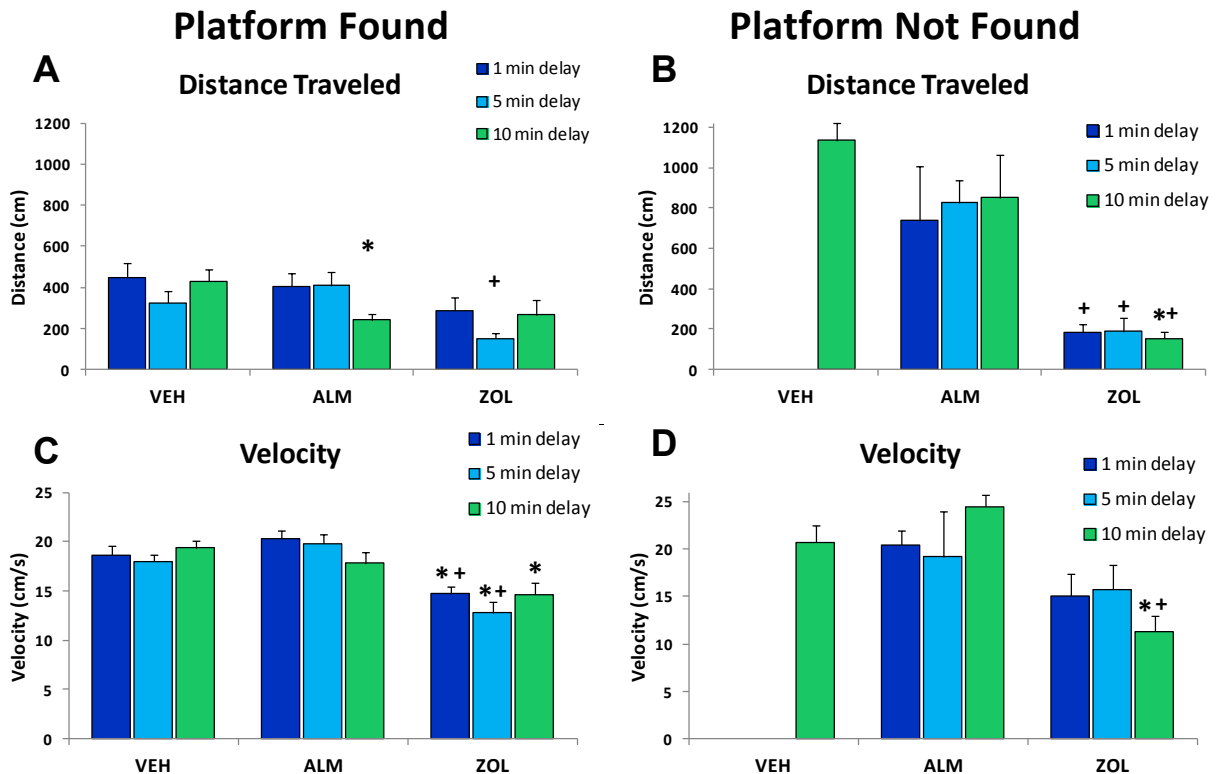 Platform Found
Platform Not Found
A
Distance Traveled
1 min delay
5 min delay
10 min delay
Distance (cm)
1200
1000
800
600
400
200
0
*
+
VEH
ALM
ZOL
B
Distance Traveled
1 min delay
5 min delay
10 min delay
Distance (cm)
1200
1000
800
600
400
200
0
+
+
*+
VEH
ALM
ZOL
C
Velocity
1 min delay
5 min delay
10 min delay
Velocity (cm/s)
25
20
15
10
5
0
*+
*+
*
VEH
ALM
ZOL
D
Velocity
1 min delay
5 min delay
10 min delay
Velocity (cm/s)
25
20
15
10
5
0
*+
VEH
ALM
ZOL